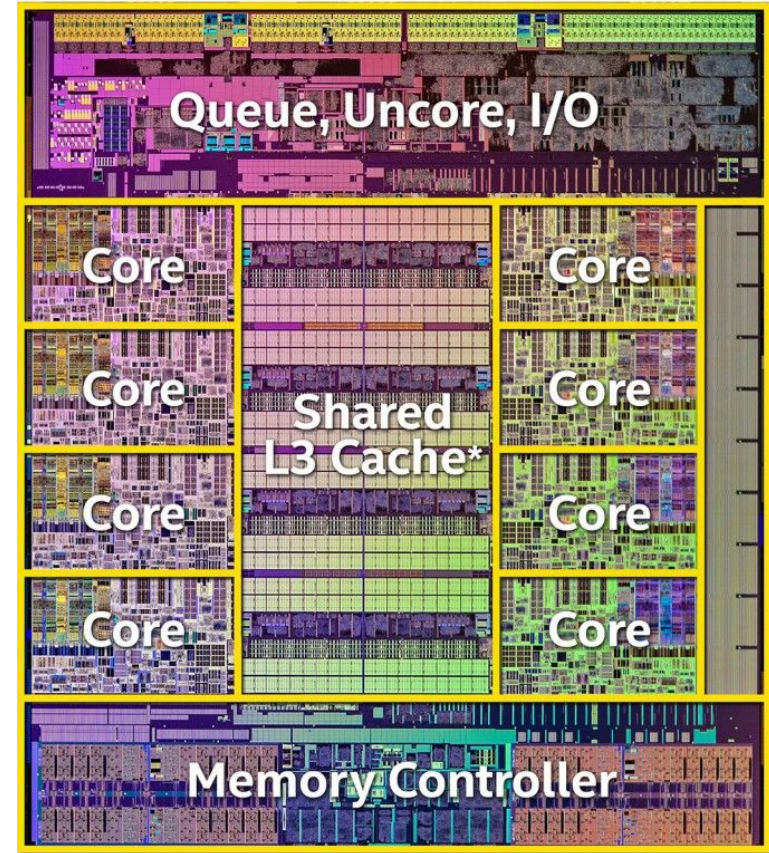 Queue, Uncore, I/O
Core
Core
Core
Core
Shared
L3 Cache*
Core
Core
Core
Core
Memory Controller